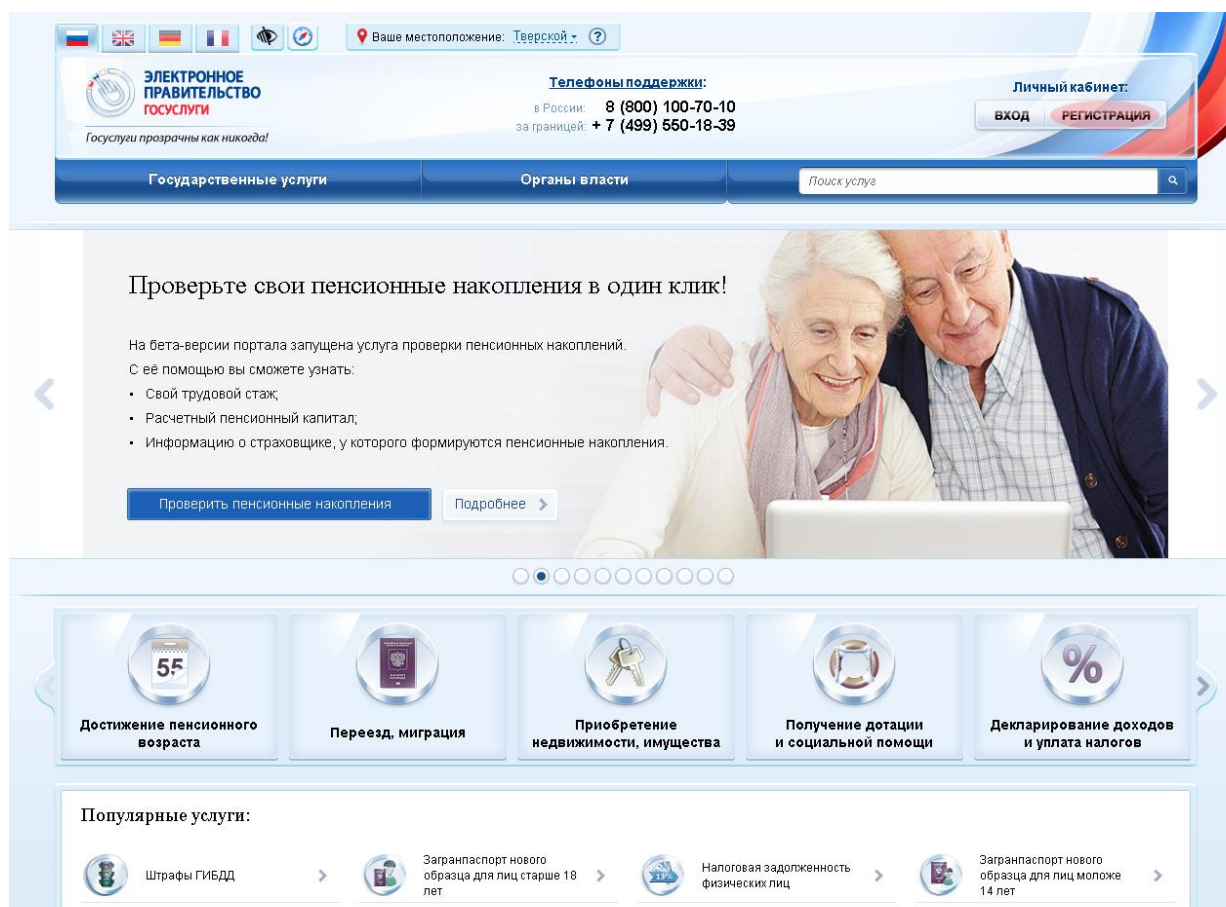 Ваше местоположение: Тверской ?
ЭЛЕКТРОННОЕ
ПРАВИТЕЛЬСТВО
ГОСУСЛУГИ
Госуслуги прозрачны как никогда!
Телефоны поддержки:
в России: 8 (800) 100-70-10
за границей: + 7 (499) 550-18-39
Личный кабинет:
ВХОД РЕГИСТРАЦИЯ
Государственные услуги
Органы власти
Поиск услуг
Проверьте свои пенсионные накопления в один клик!
На бета-версии портала запущена услуга проверки пенсионных накоплений.
С её помощью вы сможете узнать:
• Свой трудовой стаж;
• Расчетный пенсионный капитал;
• Информацию о страховщике, у которого формируются пенсионные накопления.
Проверить пенсионные накопления
Подробнее
55
Достижение пенсионного
возраста
Переезд, миграция
Приобретение
недвижимости, имущества
Получение дотации
и социальной помощи
%
Декларирование доходов
и уплата налогов
Популярные услуги:
Штрафы ГИБДД
Загранпаспорт нового
образца для лиц старше 18
лет
Налоговая задолженность
физических лиц
Загранпаспорт нового
образца для лиц моложе
14 лет